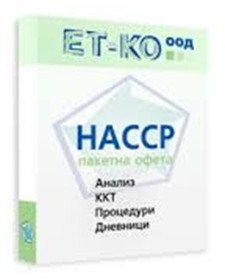 ЕТ-КО ООД
HACCP
пакетна офета
Анализ
ККТ
Процедури
Дневници